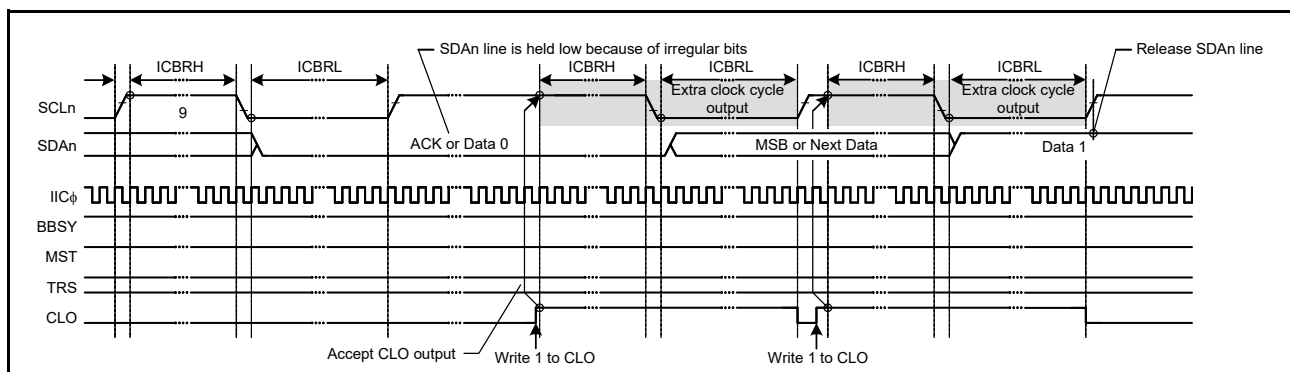 SDAn line is held low because of irregular bits
Release SDAn line
ICBRH
ICBRL
ICBRH
ICBRL
ICBRH
ICBRL
Extra clock cycle output
Extra clock cycle output
SCLn
9
SDAn
ACK or Data 0
MSB or Next Data
Data 1
IICϕ
BBSY
MST
TRS
CLO
Accept CLO output
Write 1 to CLO
Write 1 to CLO